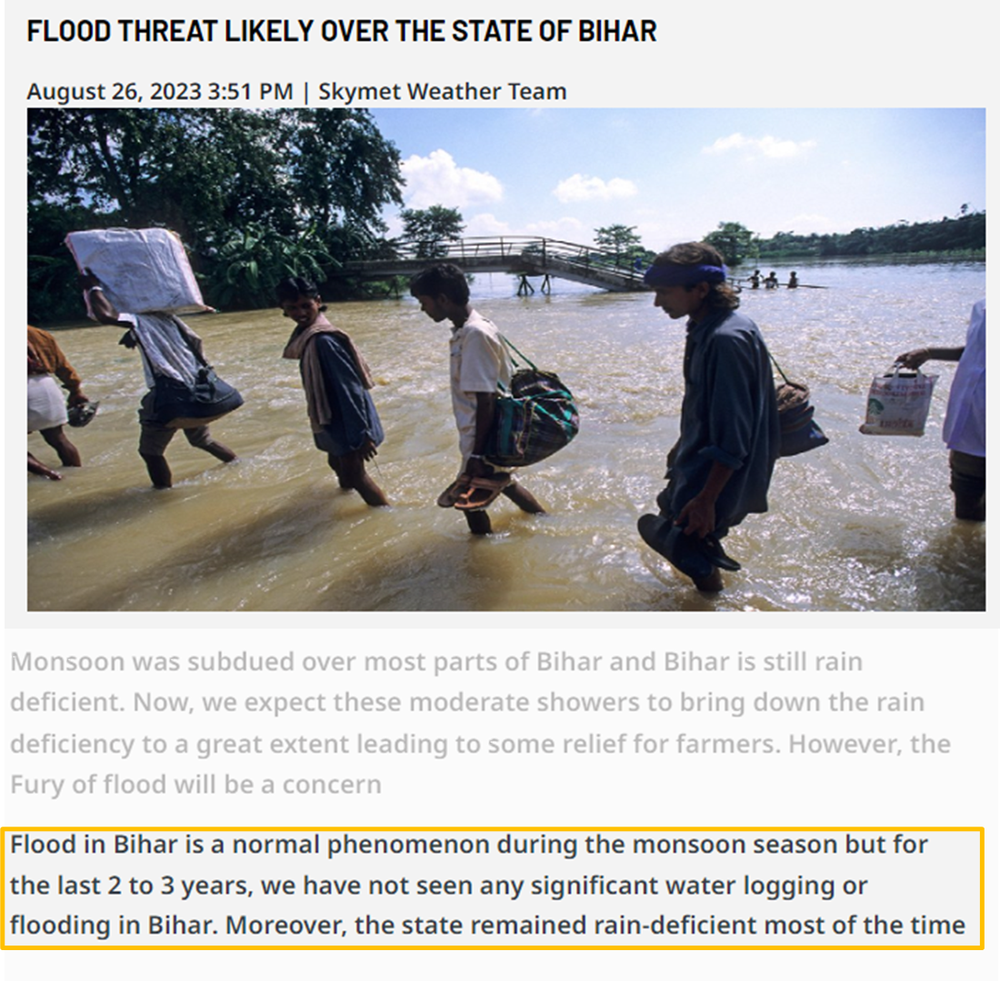 FLOOD THREAT LIKELY OVER THE STATE OF BIHAR
August 26, 2023 3:51 PM | Skymet Weather Team
Monsoon was subdued over most parts of Bihar and Bihar is still rain
deficient. Now, we expect these moderate showers to bring down the rain
deficiency to a great extent leading to some relief for farmers. However, the
Fury of flood will be a concern
Flood in Bihar is a normal phenomenon during the monsoon season but for
the last 2 to 3 years, we have not seen any significant water logging or
flooding in Bihar. Moreover, the state remained rain-deficient most of the time